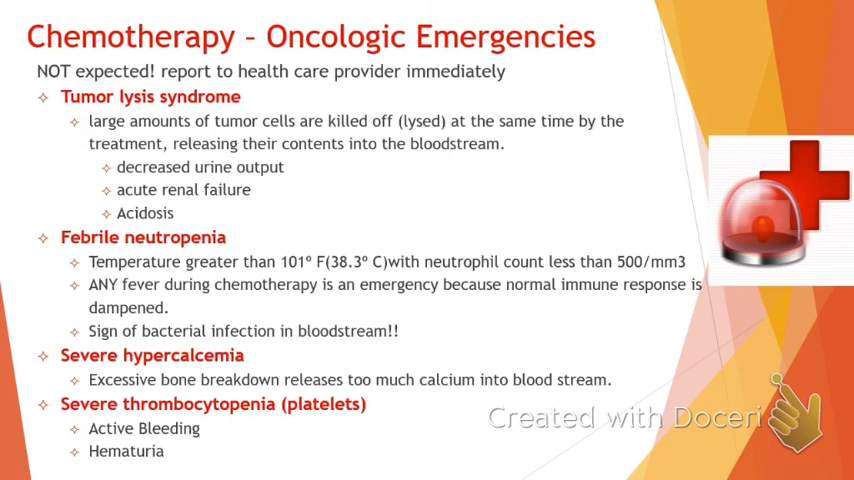 Chemotherapy – Oncologic Emergencies
NOT expected! report to health care provider immediately
Tumor lysis syndrome
large amounts of tumor cells are killed off (lysed) at the same time by the
treatment, releasing their contents into the bloodstream.
decreased urine output
acute renal failure
Acidosis
Febrile neutropenia
Temperature greater than 101º F(38.3º C)with neutrophil count less than 500/mm3
ANY fever during chemotherapy is an emergency because normal immune response is
dampened.
Sign of bacterial infection in bloodstream!!
Severe hypercalcemia
Excessive bone breakdown releases too much calcium into blood stream.
Severe thrombocytopenia (platelets)
Active Bleeding
Hematuria
Created with Doceri